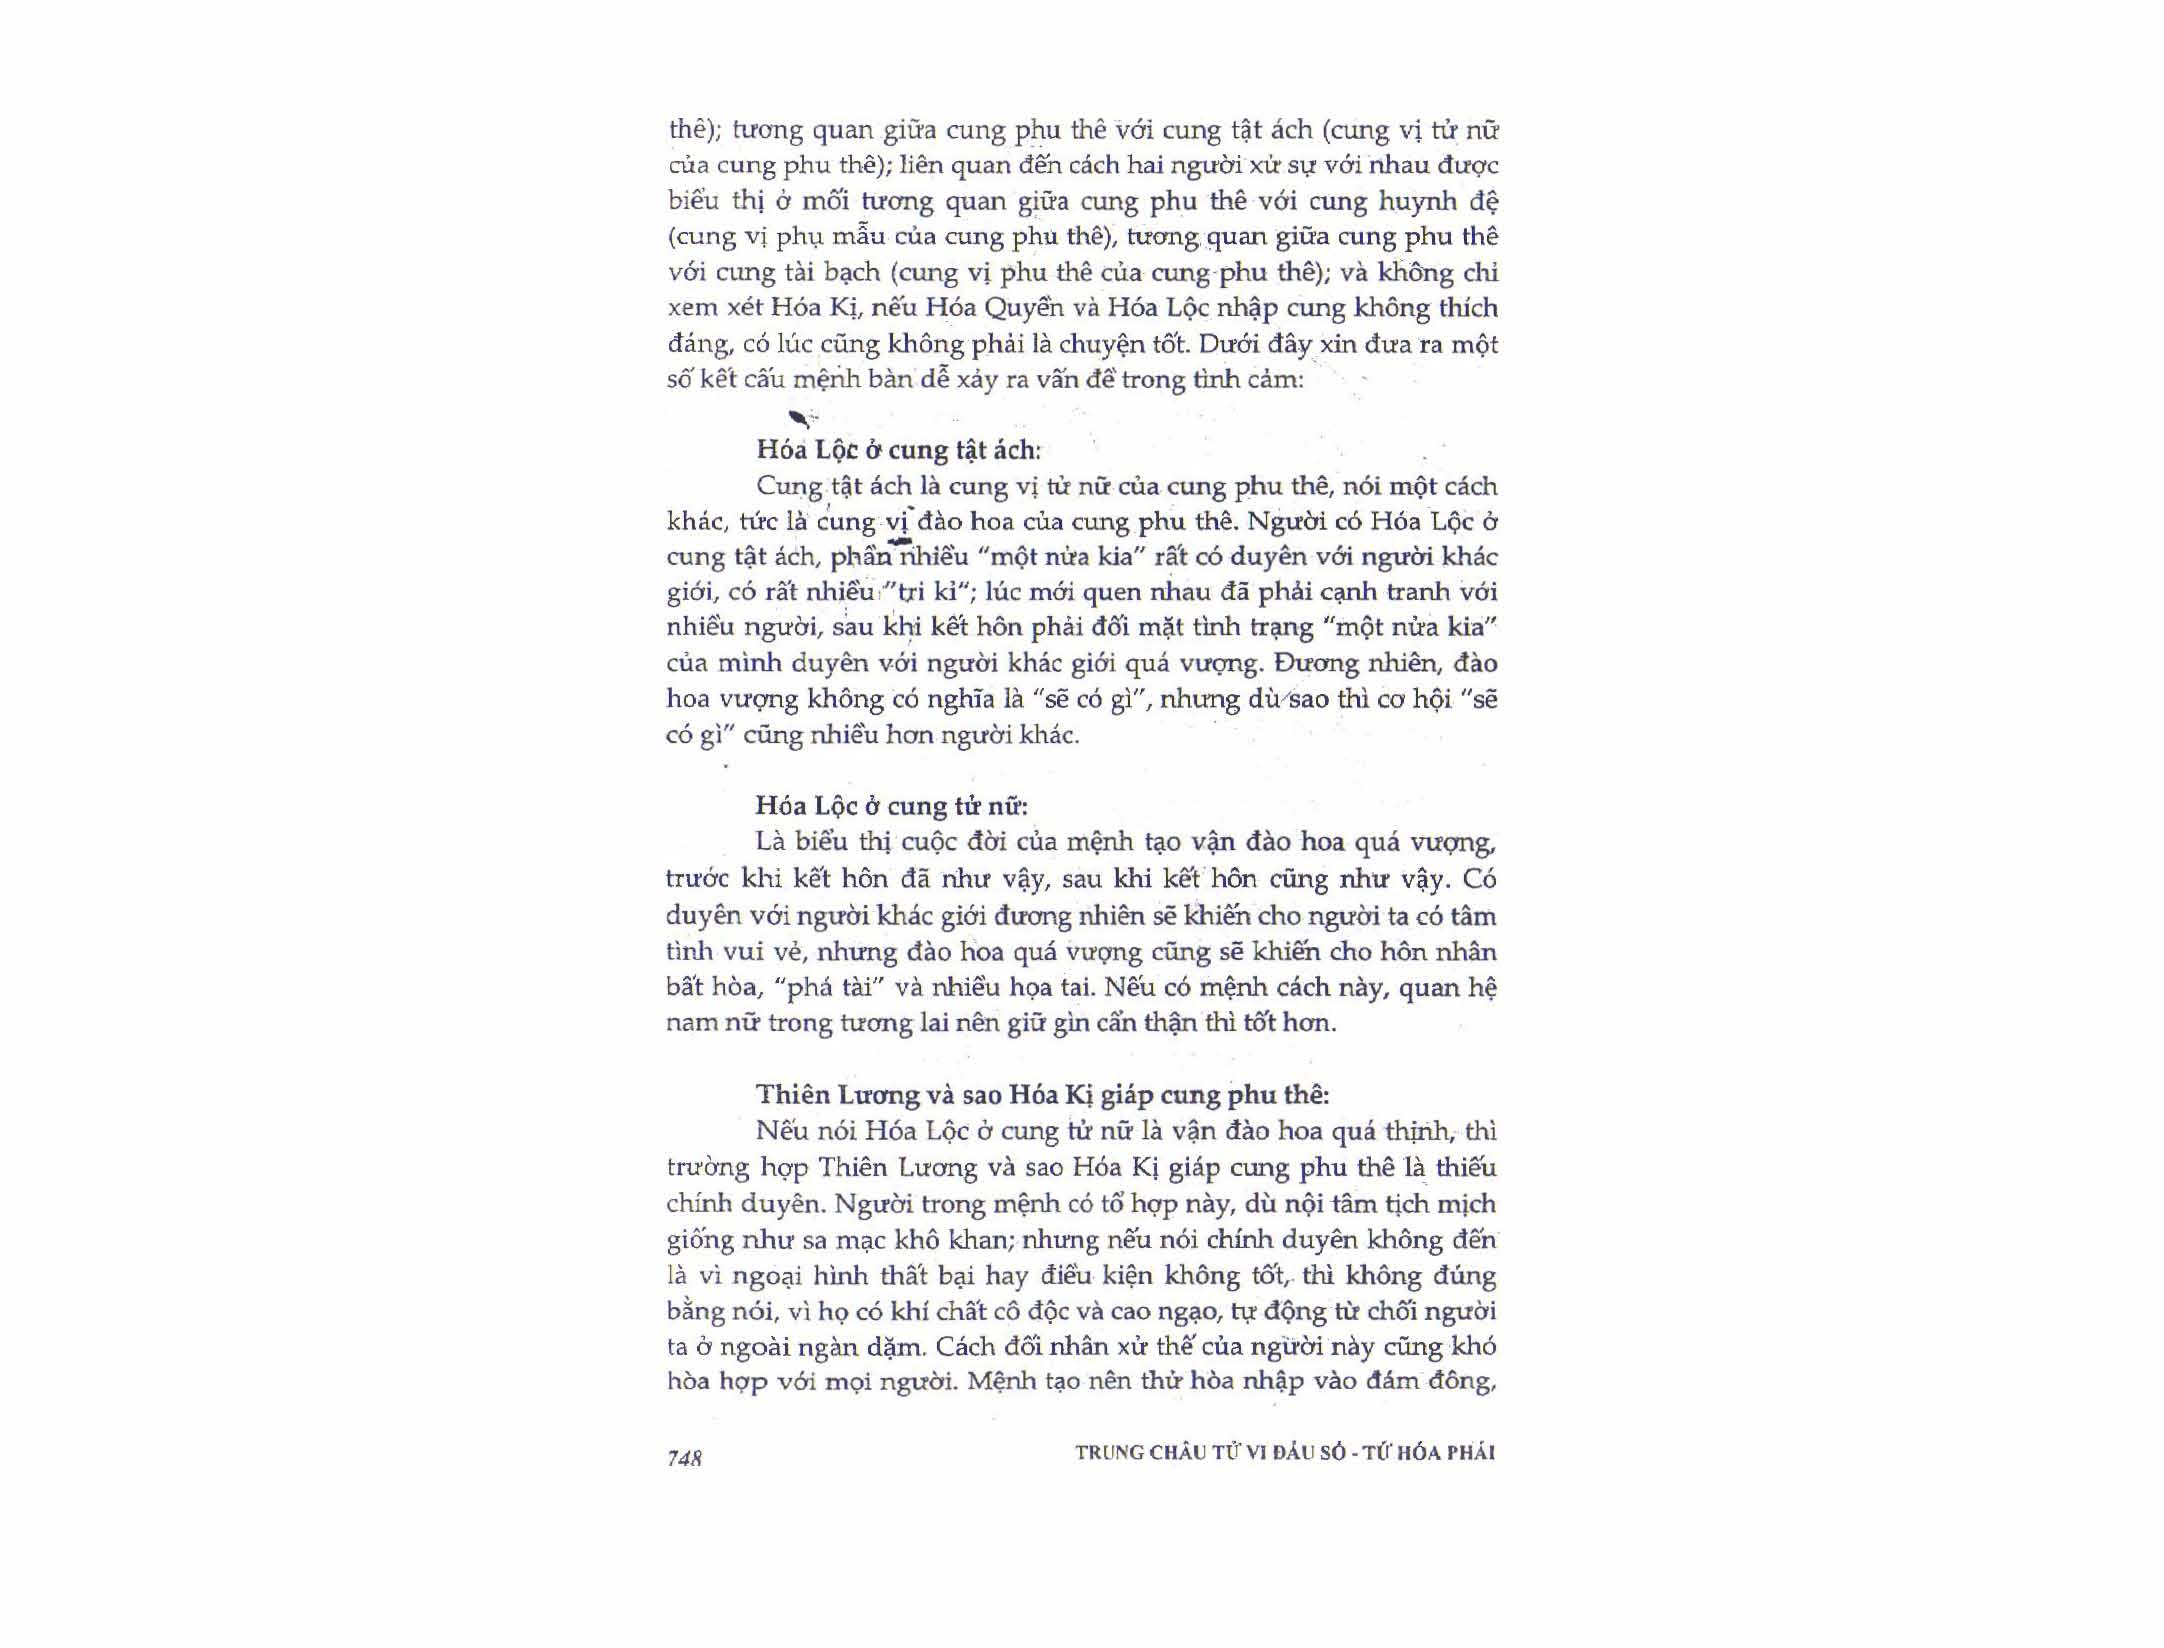 thê); tương quan giữa cung phu thê với cung tật ách (cung vị tử nữ
của cung phu thê); liên quan đến cách hai người xử sự với nhau được
biểu thị ở mối tương quan giữa cung phu thê với cung huynh đệ
(cung vị phụ mẫu của cung phu thê), tương quan giữa cung phu thê
với cung tài bạch (cung vị phu thê của cung phu thê); và không chỉ
xem xét Hóa Kị, nếu Hóa Quyền và Hóa Lộc nhập cung không thích
đáng, có lúc cũng không phải là chuyện tốt. Dưới đây xin đưa ra một
số kết cấu mệnh bàn dễ xảy ra vấn đề trong tình cảm:
Hóa Lộc ở cung tật ách:
Cung tật ách là cung vị tử nữ của cung phu thê, nói một cách
khác, tức là cung vị đào hoa của cung phu thê. Người có Hóa Lộc ở
cung tật ách, phần nhiều "một nửa kia" rất có duyên với người khác
giới, có rất nhiều "tri kỉ"; lúc mới quen nhau đã phải cạnh tranh với
nhiều người, sau khi kết hôn phải đối mặt tình trạng "một nửa kia"
của mình duyên với người khác giới quá vượng. Đương nhiên, đào
hoa vượng không có nghĩa là "sẽ có gì", nhưng dù sao thì cơ hội "sẽ
có gì" cũng nhiều hơn người khác.
Hóa Lộc ở cung tử nữ:
Là biểu thị cuộc đời của mệnh tạo vận đào hoa quá vượng,
trước khi kết hôn đã như vậy, sau khi kết hôn cũng như vậy. Có
duyên với người khác giới đương nhiên sẽ khiến cho người ta có tâm
tình vui vẻ, nhưng đào hoa quá vượng cũng sẽ khiến cho hôn nhân
bất hòa, "phá tài" và nhiều họa tai. Nếu có mệnh cách này, quan hệ
nam nữ trong tương lai nên giữ gìn cẩn thận thì tốt hơn.
Thiên Lương và sao Hóa Kị giáp cung phu thê:
Nếu nói Hóa Lộc ở cung tử nữ là vận đào hoa quá thịnh, thì
trường hợp Thiên Lương và sao Hóa Kị giáp cung phu thê là thiếu
chính duyên. Người trong mệnh có tổ hợp này, dù nội tâm tịch mịch
giống như sa mạc khô khan; nhưng nếu nói chính duyên không đến
là vì ngoại hình thất bại hay điều kiện không tốt, thì không đúng
bằng nói, vì họ có khí chất cô độc và cao ngạo, tự động từ chối người
ta ở ngoài ngàn dặm. Cách đối nhân xử thế của người này cũng khó
hòa hợp với mọi người. Mệnh tạo nên thử hòa nhập vào đám đông,
748 TRUNG CHÂU TỬ VI ĐẨU SỐ - TỨ HÓA PHÁI